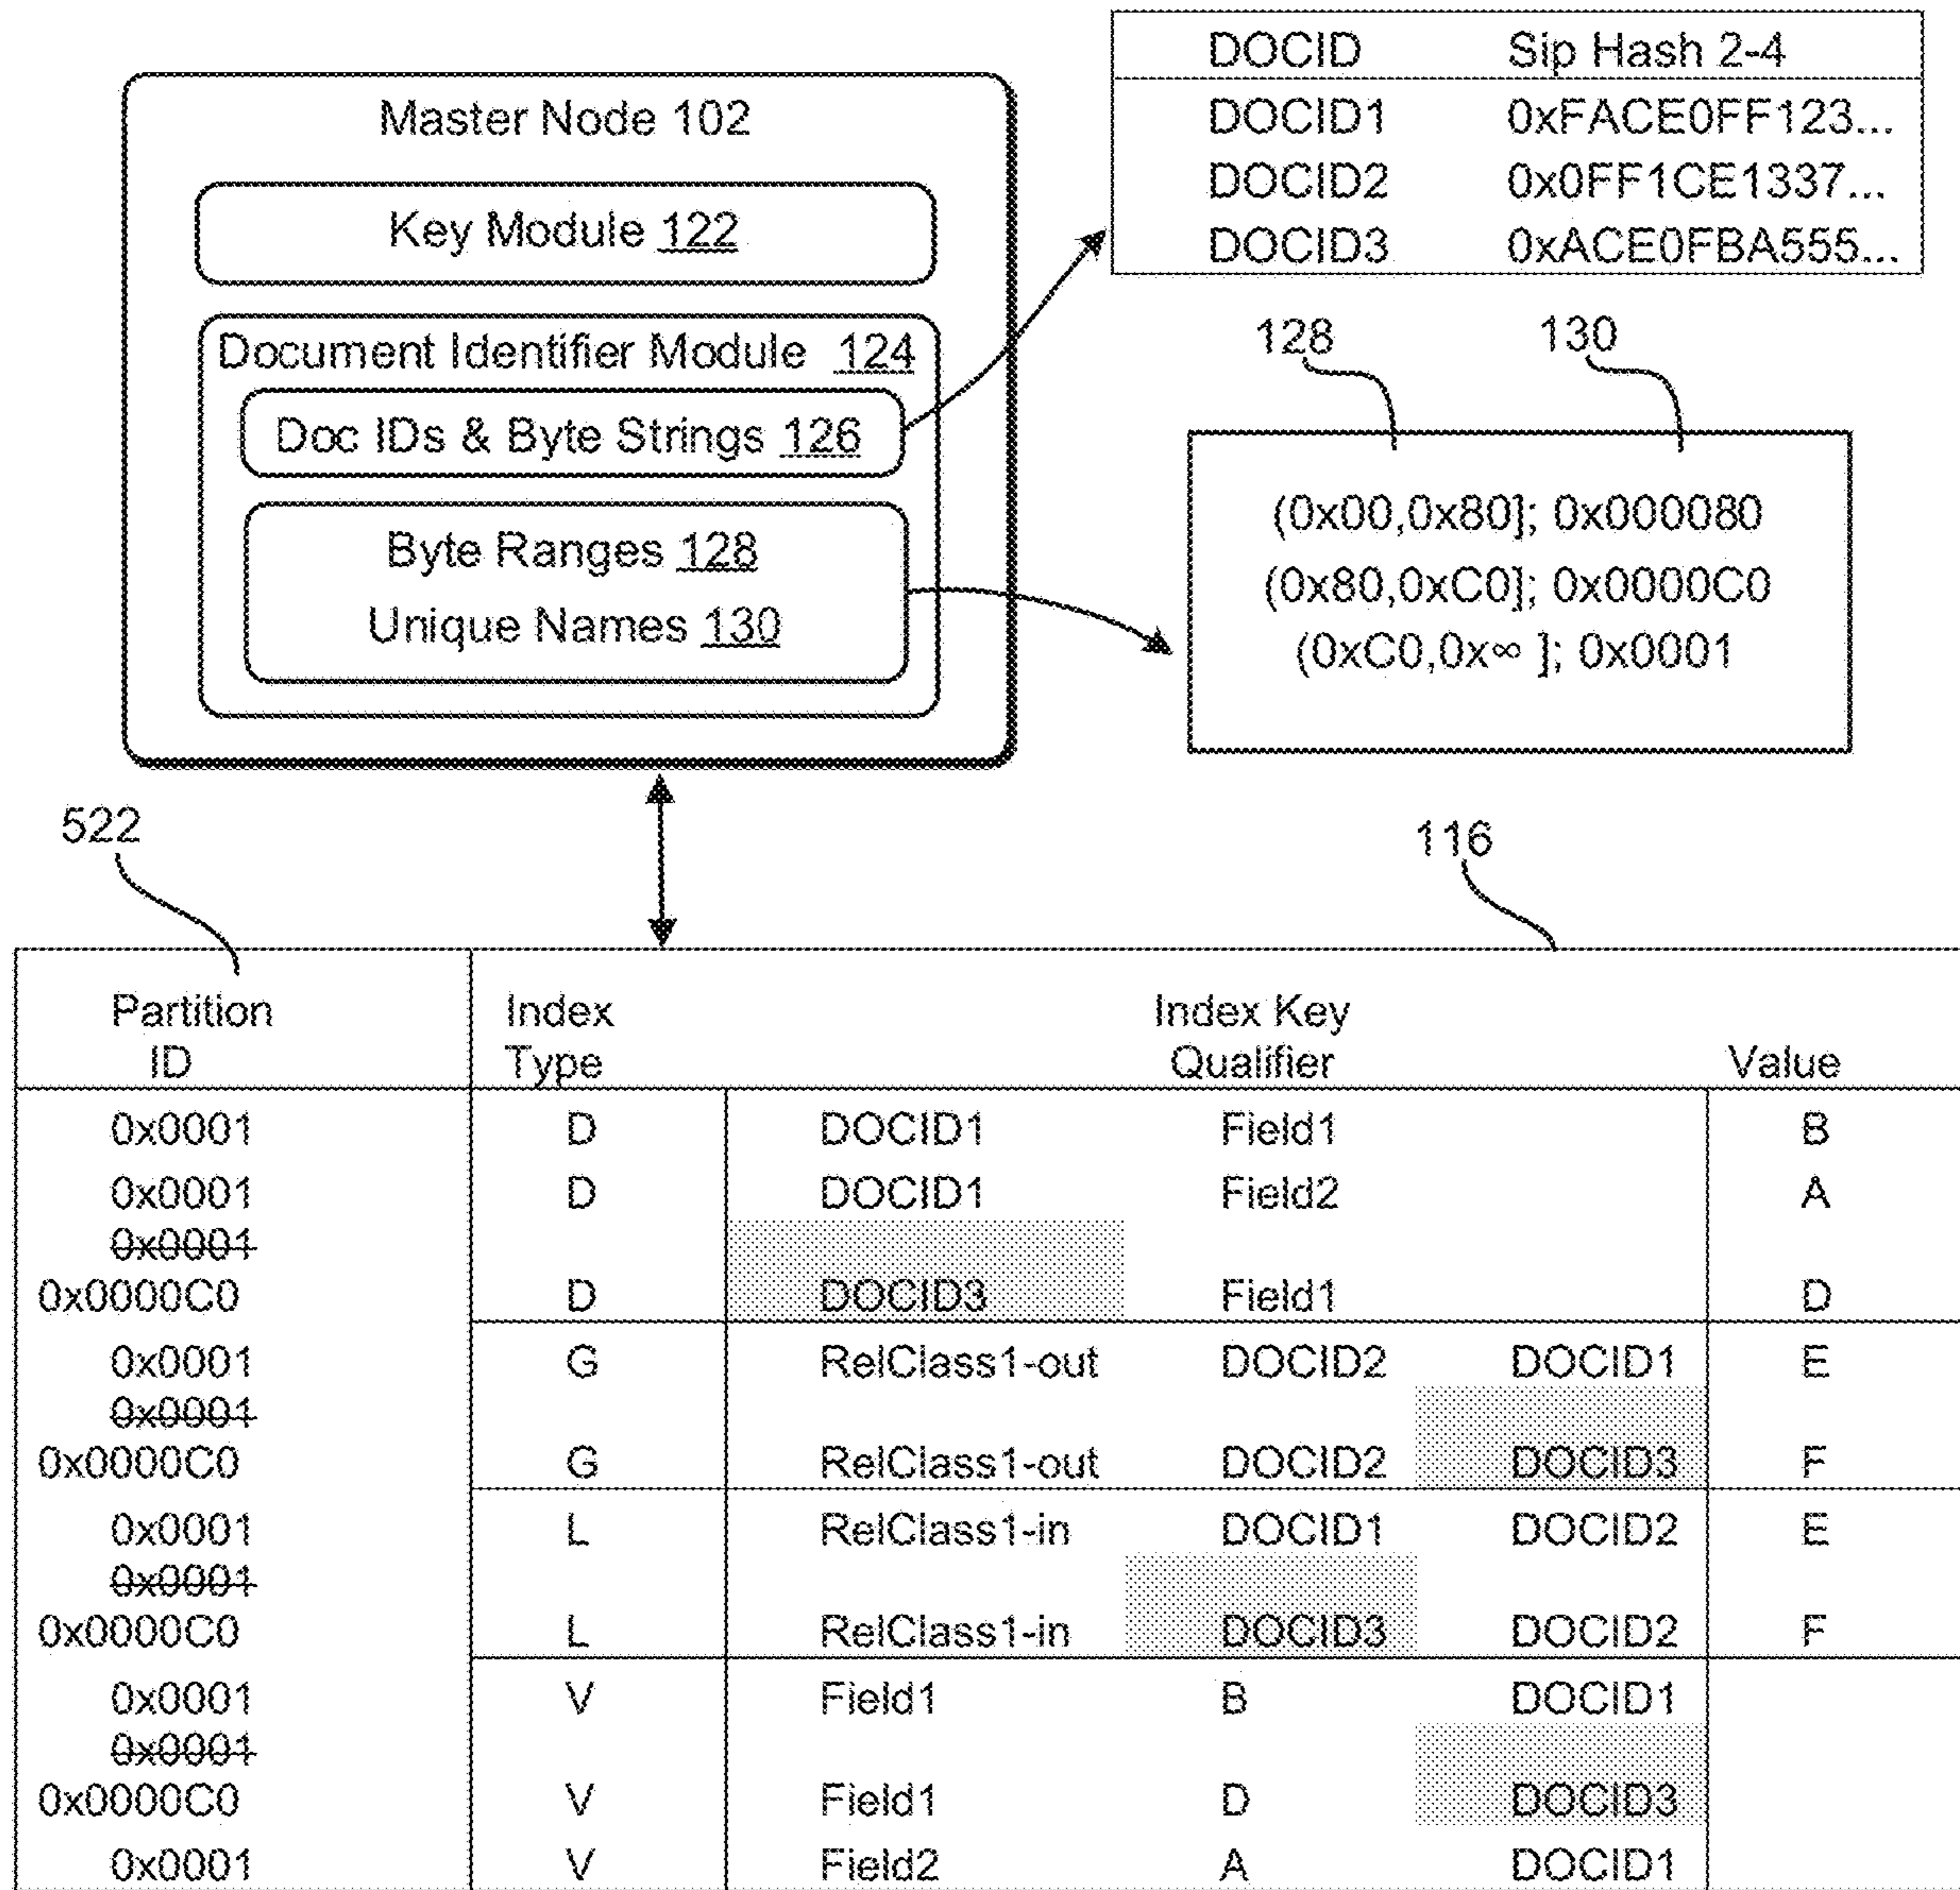 Master Node 102
Key Module 122
Document Identifier Module 124
Doc IDs & Byte Strings 126
Byte Ranges 128
Unique Names 130
DOCID Sip Hash 2-4
DOCID1 0xFACE0FF123...
DOCID2 0x0FF1CE1337...
DOCID3 0xACE0FBA555...
128 130
(0x00,0x80]; 0x000080
(0x80,0xC0]; 0x0000C0
(0xC0,0x∞ ]; 0x0001
522 116
Partition Index Index Key
ID Type Qualifier Value
0x0001 D DOCID1 Field1 B
0x0001 D DOCID1 Field2 A
0x0001
0x0000C0 D DOCID3 Field1 D
0x0001 G RelClass1-out DOCID2 DOCID1 E
0x0001
0x0000C0 G RelClass1-out DOCID2 DOCID3 F
0x0001 L RelClass1-in DOCID1 DOCID2 E
0x0001
0x0000C0 L RelClass1-in DOCID3 DOCID2 F
0x0001 V Field1 B DOCID1
0x0001
0x0000C0 V Field1 D DOCID3
0x0001 V Field2 A DOCID1